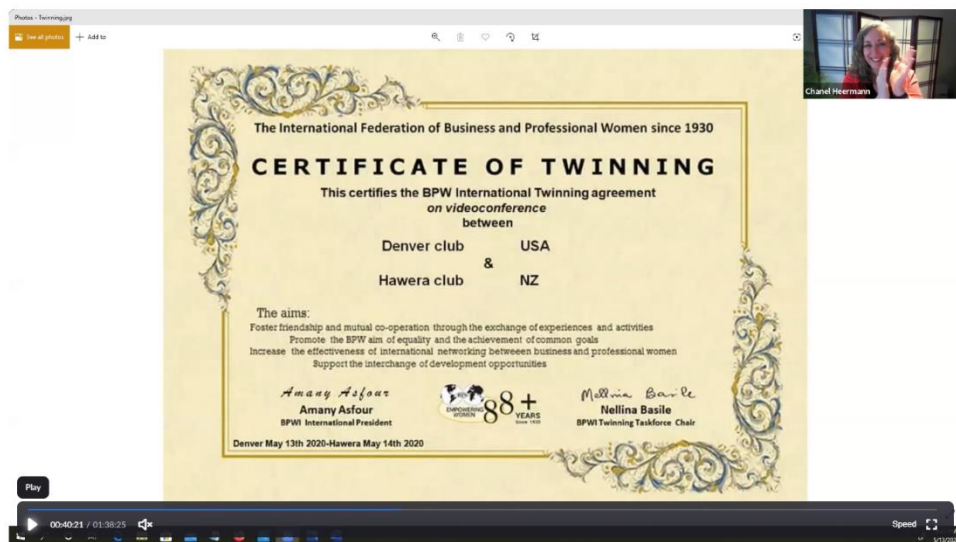 Photos - Twinning.jpg
See all photos
Add to
Chanel Heermann
The International Federation of Business and Professional Women since 1930
CERTIFICATE OF TWINNING
This certifies the BPW International Twinning agreement
on videoconference
between
Denver club USA
&
Hawera club NZ
The aims:
Foster friendship and mutual co-operation through the exchange of experiences and activities
Promote the BPW aim of equality and the achievement of common goals
Increase the effectiveness of international networking betweeen business and professional women
Support the interchange of development opportunities
Amany Asfour
Amany Asfour
BPWI International President
EMPOWERING
WOMEN
88+
YEARS
Since 1930
Mellina Basile
Nellina Basile
BPWI Twinning Taskforce Chair
Denver May 13th 2020-Hawera May 14th 2020
Play
00:40:21 / 01:38:25
Speed